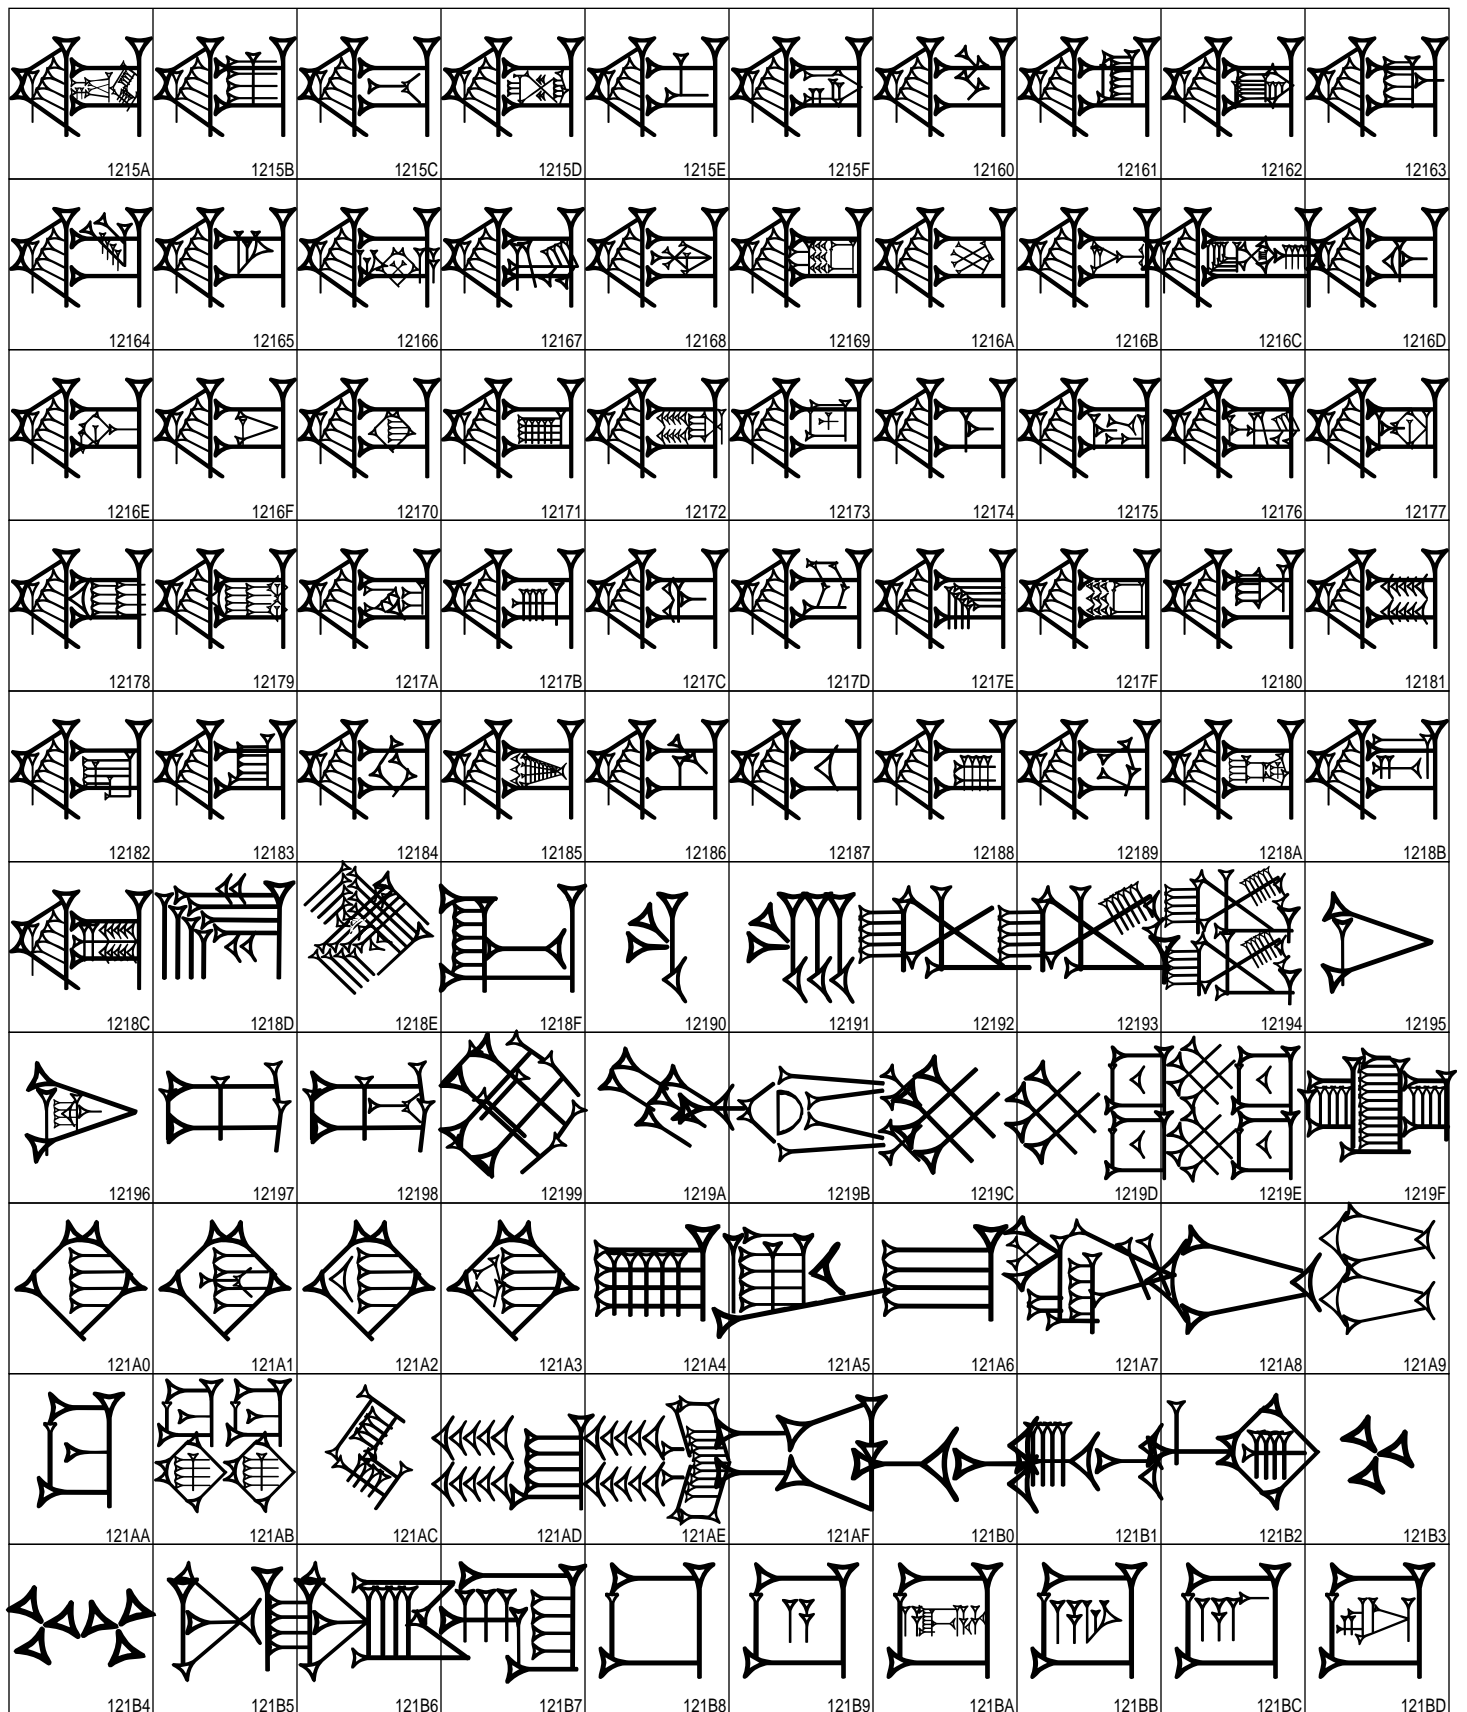 𒅚 𒅛 𒅜 𒅝 𒅞 𒅟 𒅠 𒅡 𒅢 𒅣
1215A 1215B 1215C 1215D 1215E 1215F 12160 12161 12162 12163
𒅤 𒅥 𒅦 𒅧 𒅨 𒅩 𒅪 𒅫 𒅬 𒅭
12164 12165 12166 12167 12168 12169 1216A 1216B 1216C 1216D
𒅮 𒅯 𒅰 𒅱 𒅲 𒅳 𒅴 𒅵 𒅶 𒅷
1216E 1216F 12170 12171 12172 12173 12174 12175 12176 12177
𒅸 𒅹 𒅺 𒅻 𒅼 𒅽 𒅾 𒅿 𒆀 𒆁
12178 12179 1217A 1217B 1217C 1217D 1217E 1217F 12180 12181
𒆂 𒆃 𒆄 𒆅 𒆆 𒆇 𒆈 𒆉 𒆊 𒆋
12182 12183 12184 12185 12186 12187 12188 12189 1218A 1218B
𒆌 𒆍 𒆎 𒆏 𒆐 𒆑 𒆒 𒆓 𒆔 𒆕
1218C 1218D 1218E 1218F 12190 12191 12192 12193 12194 12195
𒆖 𒆗 𒆘 𒆙 𒆚 𒆛 𒆜 𒆝 𒆞 𒆟
12196 12197 12198 12199 1219A 1219B 1219C 1219D 1219E 1219F
𒆠 𒆡 𒆢 𒆣 𒆤 𒆥 𒆦 𒆧 𒆨 𒆩
121A0 121A1 121A2 121A3 121A4 121A5 121A6 121A7 121A8 121A9
𒆪 𒆫 𒆬 𒆭 𒆮 𒆯 𒆰 𒆱 𒆲 𒆳
121AA 121AB 121AC 121AD 121AE 121AF 121B0 121B1 121B2 121B3
𒆴 𒆵 𒆶 𒆷 𒆸 𒆹 𒆺 𒆻 𒆼 𒆽
121B4 121B5 121B6 121B7 121B8 121B9 121BA 121BB 121BC 121BD